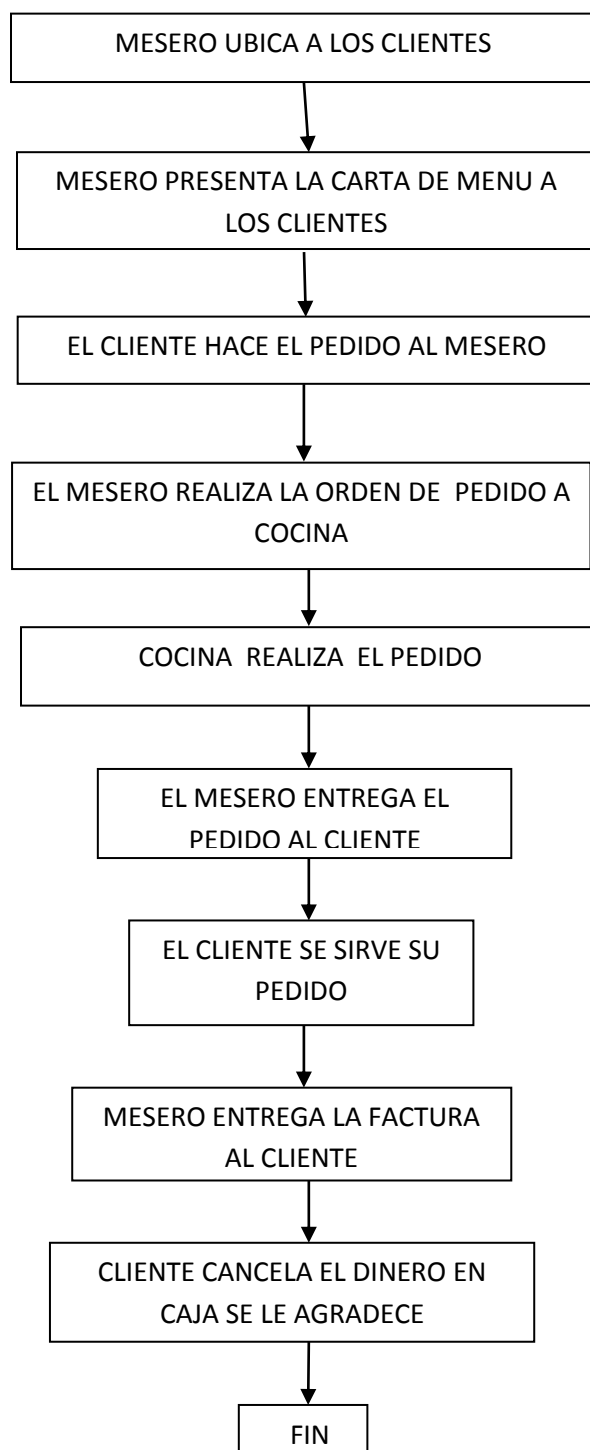 MESERO UBICA A LOS CLIENTES
MESERO PRESENTA LA CARTA DE MENU A
LOS CLIENTES
EL CLIENTE HACE EL PEDIDO AL MESERO
EL MESERO REALIZA LA ORDEN DE  PEDIDO A
COCINA
COCINA  REALIZA  EL PEDIDO
EL MESERO ENTREGA EL
PEDIDO AL CLIENTE
EL CLIENTE SE SIRVE SU
PEDIDO
MESERO ENTREGA LA FACTURA
AL CLIENTE
CLIENTE CANCELA EL DINERO EN
CAJA SE LE AGRADECE
FIN